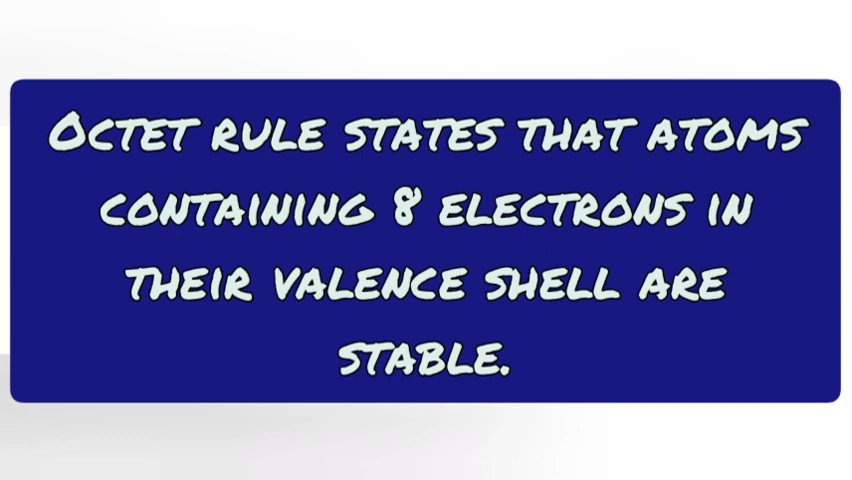 Octet rule states that atoms
containing 8 electrons in
their valence shell are
stable.